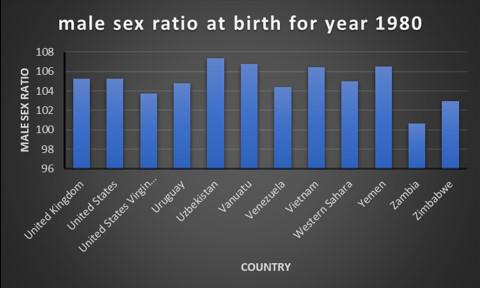 male sex ratio at birth for year 1980
MALE SEX RATIO
108
106
104
102
100
98
96
United Kingdom
United States
United States Virgin...
Uruguay
Uzbekistan
Vanuatu
Venezuela
Vietnam
Western Sahara
Yemen
Zambia
Zimbabwe
COUNTRY